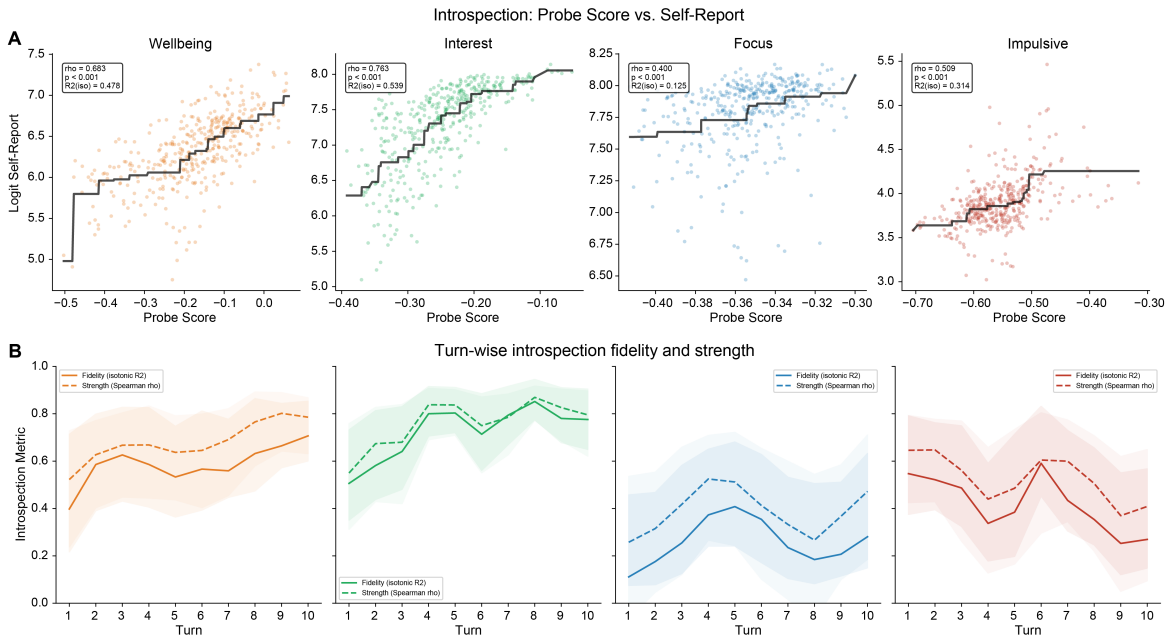 Introspection: Probe Score vs. Self-Report
A
Wellbeing
Interest
Focus
Impulsive
Logit Self-Report
7.5
7.0
6.5
6.0
5.5
5.0
rho = 0.683
p < 0.001
R2(iso) = 0.478
−0.5
−0.4
−0.3
−0.2
−0.1
0.0
Probe Score
8.0
7.5
7.0
6.5
6.0
5.5
5.0
rho = 0.763
p < 0.001
R2(iso) = 0.539
−0.40
−0.30
−0.20
−0.10
Probe Score
8.25
8.00
7.75
7.50
7.25
7.00
6.75
6.50
rho = 0.400
p < 0.001
R2(iso) = 0.125
−0.40
−0.38
−0.36
−0.34
−0.32
−0.30
Probe Score
5.5
5.0
4.5
4.0
3.5
3.0
rho = 0.509
p < 0.001
R2(iso) = 0.314
−0.70
−0.60
−0.50
−0.40
−0.30
Probe Score
B
Turn-wise introspection fidelity and strength
Introspection Metric
1.0
0.8
0.6
0.4
0.2
0.0
Fidelity (isotonic R2)
Strength (Spearman rho)
1 2 3 4 5 6 7 8 9 10
Turn
Fidelity (isotonic R2)
Strength (Spearman rho)
1 2 3 4 5 6 7 8 9 10
Turn
Fidelity (isotonic R2)
Strength (Spearman rho)
1 2 3 4 5 6 7 8 9 10
Turn
Fidelity (isotonic R2)
Strength (Spearman rho)
1 2 3 4 5 6 7 8 9 10
Turn